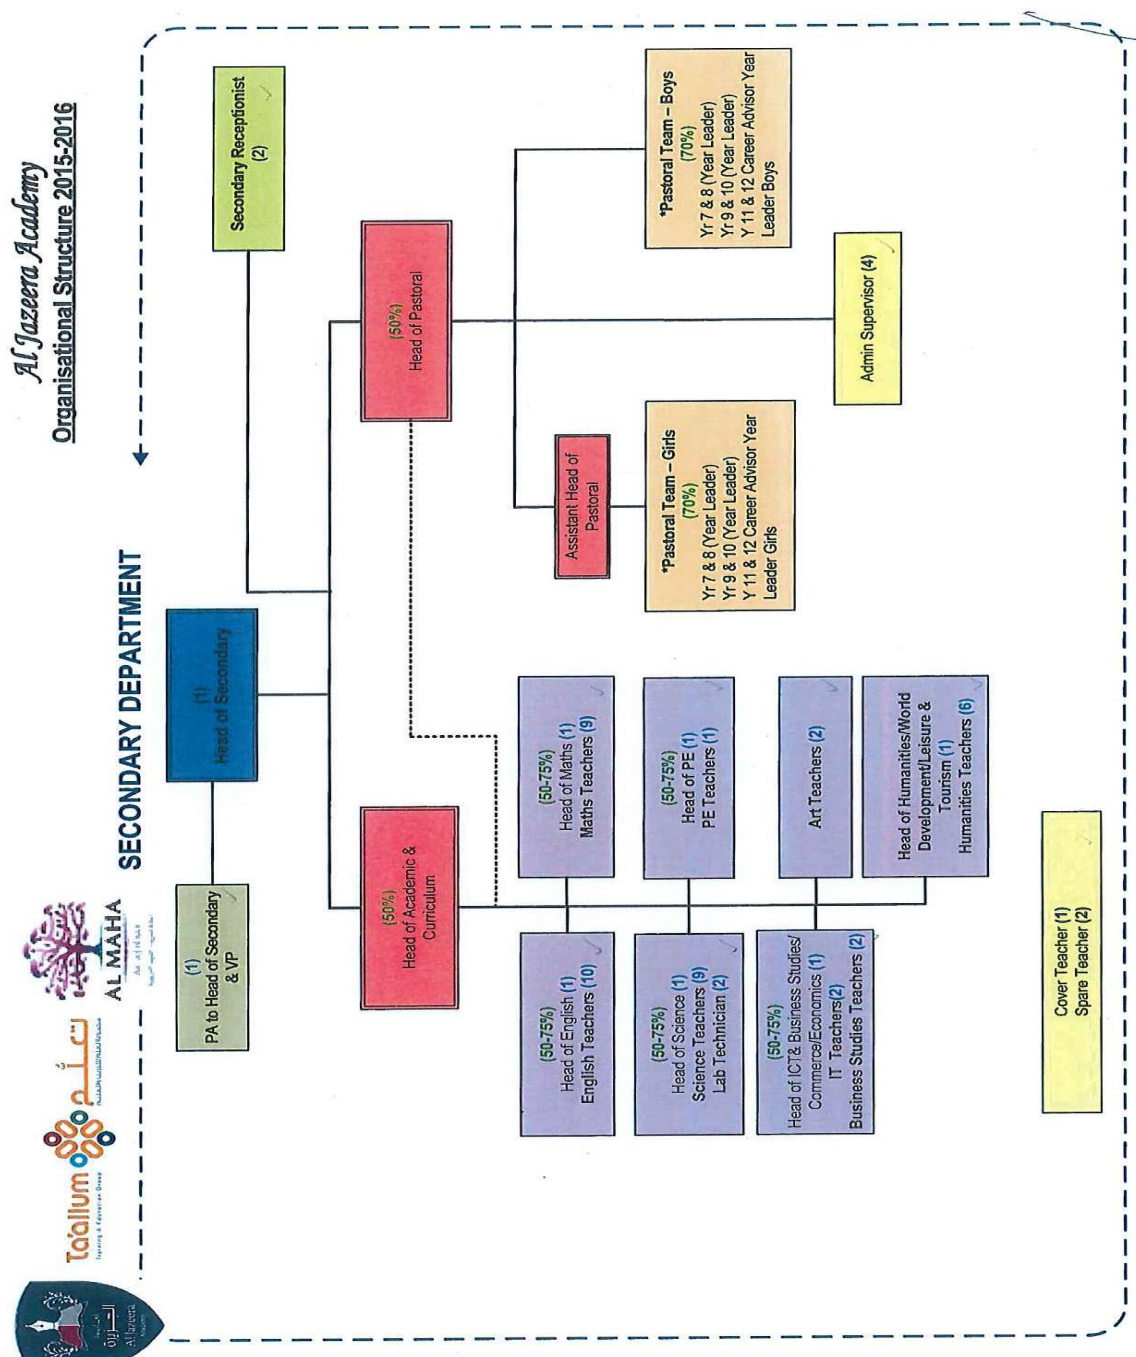 Al Jazeera Academy
Organisational Structure 2015-2016
Ta'allum
Learning & Education Group
تعلُّم
AL MAHA
الجزيرة
Al Jazeera
SECONDARY DEPARTMENT
(1)
PA to Head of Secondary
& VP
(1)
Head of Secondary
Secondary Receptionist
(2)
(50%)
Head of Academic &
Curriculum
(50%)
Head of Pastoral
(50-75%)
Head of English (1)
English Teachers (10)
(50-75%)
Head of Maths (1)
Maths Teachers (9)
Assistant Head of
Pastoral
(50-75%)
Head of Science (1)
Science Teachers (9)
Lab Technician (2)
(50-75%)
Head of PE (1)
PE Teachers (1)
*Pastoral Team – Girls
(70%)
Yr 7 & 8 (Year Leader)
Yr 9 & 10 (Year Leader)
Y 11 & 12 Career Advisor Year
Leader Girls
*Pastoral Team – Boys
(70%)
Yr 7 & 8 (Year Leader)
Yr 9 & 10 (Year Leader)
Y 11 & 12 Career Advisor Year
Leader Boys
(50-75%)
Head of ICT& Business Studies/
Commerce/Economics (1)
IT Teachers(2)
Business Studies Teachers (2)
Art Teachers (2)
Admin Supervisor (4)
Head of Humanities/World
Development/Leisure &
Tourism (1)
Humanities Teachers (6)
Cover Teacher (1)
Spare Teacher (2)